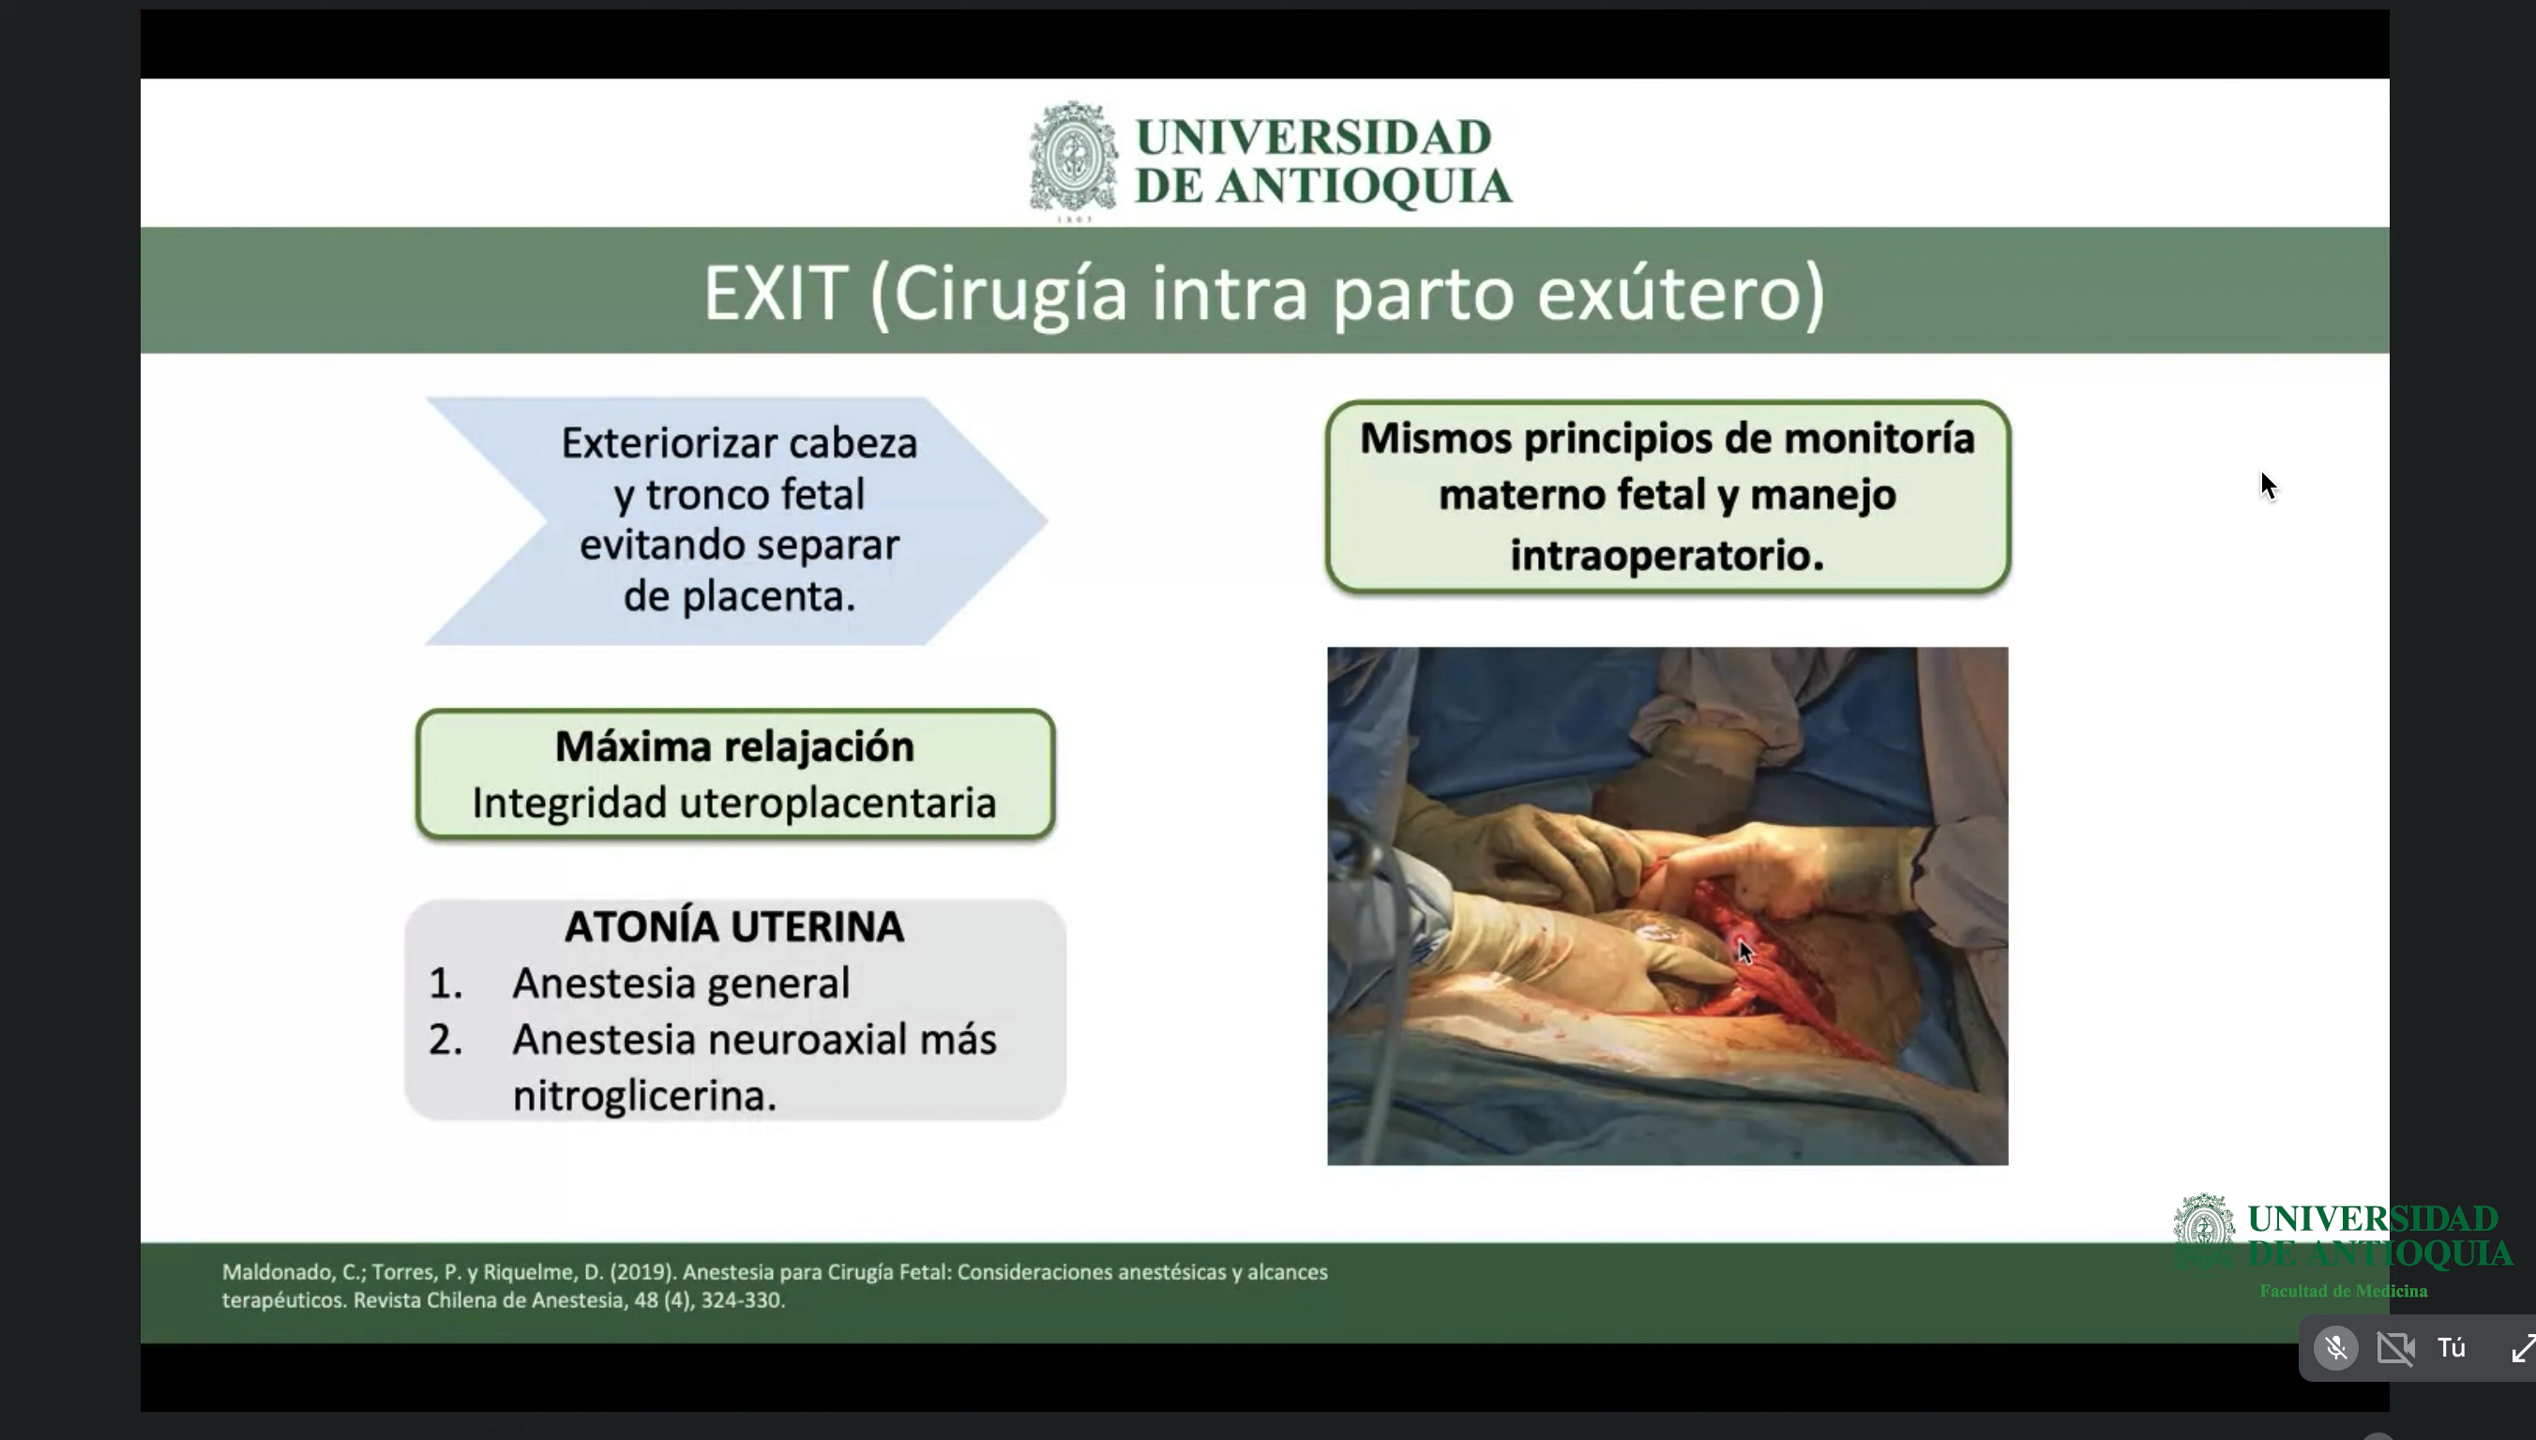 UNIVERSIDAD
DE ANTIOQUIA
1803
EXIT (Cirugía intra parto exútero)
Exteriorizar cabeza
y tronco fetal
evitando separar
de placenta.
Máxima relajación
Integridad uteroplacentaria
ATONÍA UTERINA
1. Anestesia general
2. Anestesia neuroaxial más
nitroglicerina.
Mismos principios de monitoría
materno fetal y manejo
intraoperatorio.
Maldonado, C.; Torres, P. y Riquelme, D. (2019). Anestesia para Cirugía Fetal: Consideraciones anestésicas y alcances
terapéuticos. Revista Chilena de Anestesia, 48 (4), 324-330.
UNIVERSIDAD
DE ANTIOQUIA
Facultad de Medicina
Tú